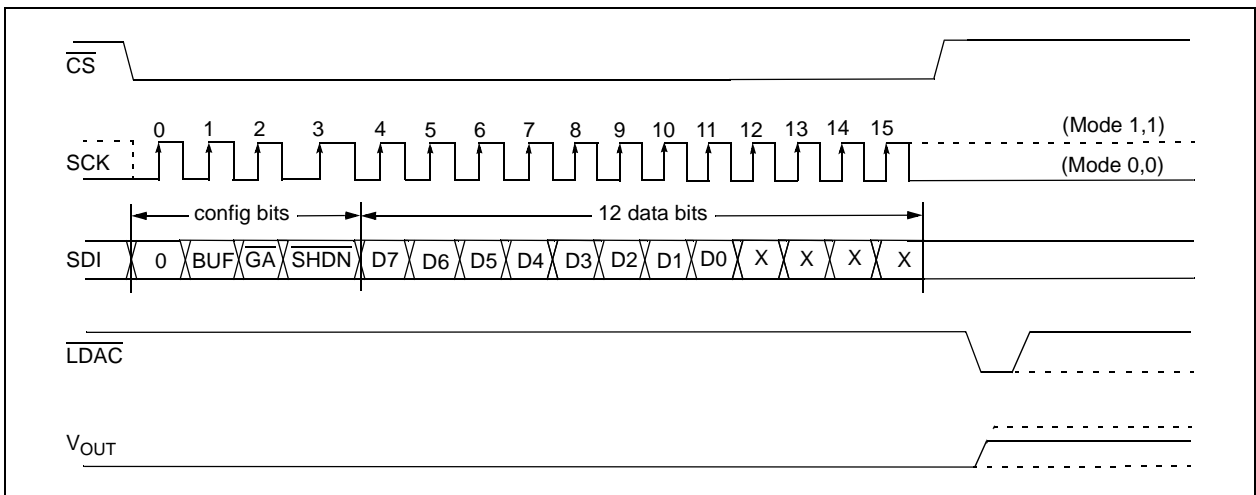 CS
0 1 2 3 4 5 6 7 8 9 10 11 12 13 14 15
(Mode 1,1)
SCK
(Mode 0,0)
config bits
12 data bits
SDI 0 BUF GA SHDN D7 D6 D5 D4 D3 D2 D1 D0 X X X X
LDAC
VOUT